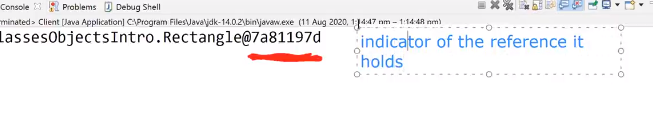 Console Problems Debug Shell
minated> Client [Java Application] C:\Program Files\Java\jdk-14.0.2\bin\javaw.exe (11 Aug 2020, 1:14:47 pm – 1:14:48 pm)
lassesObjectsIntro.Rectangle@7a81197d
indicator of the reference it
holds